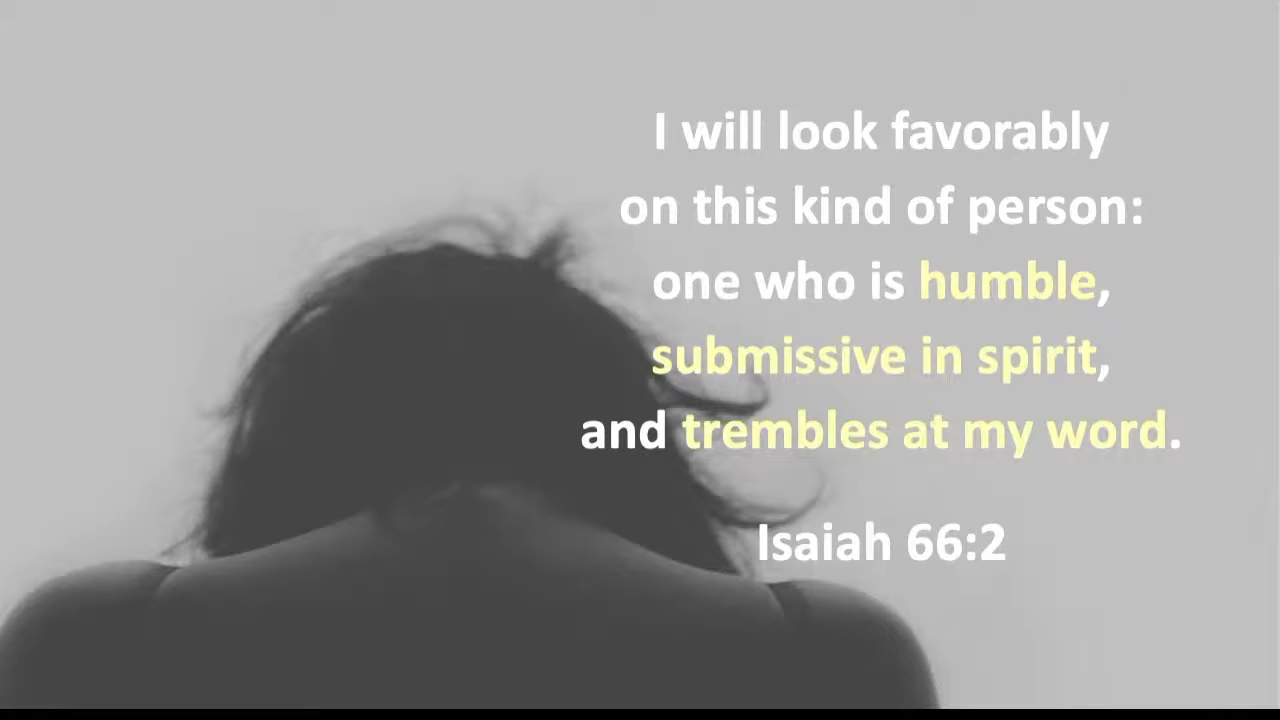 I will look favorably
on this kind of person:
one who is humble,
submissive in spirit,
and trembles at my word.
Isaiah 66:2